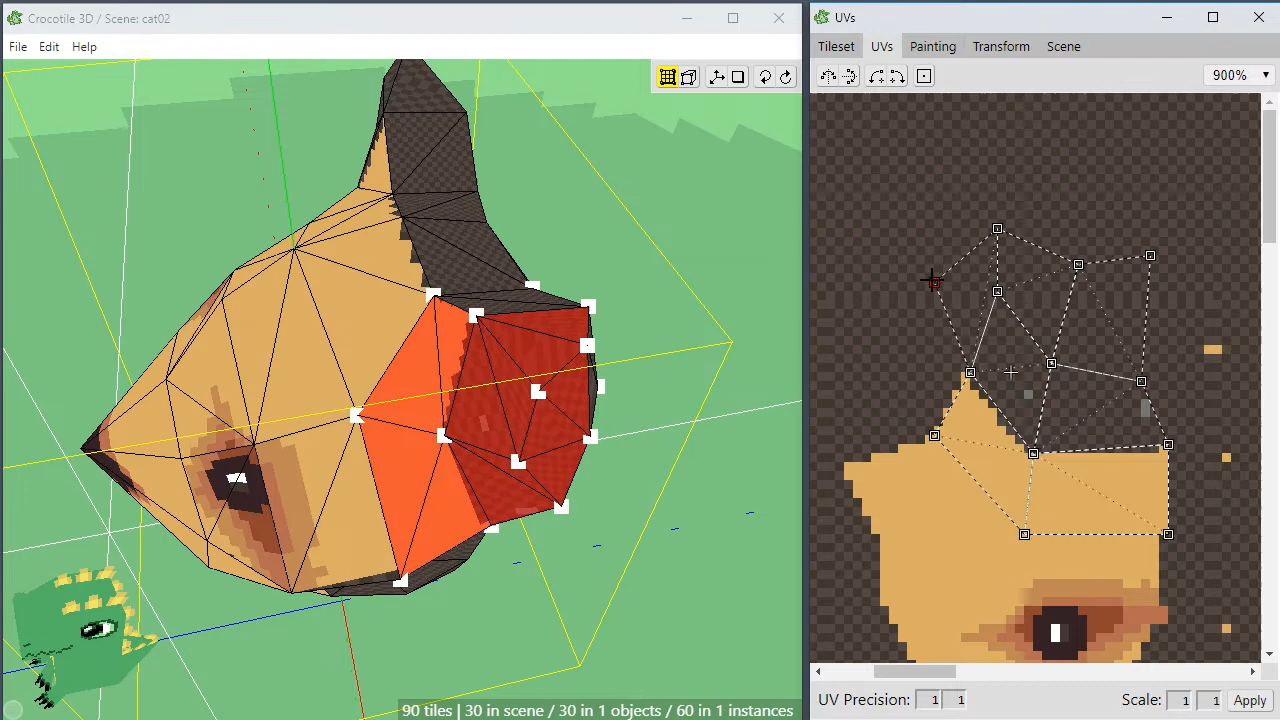 Crocotile 3D / Scene: cat02
File Edit Help
90 tiles | 30 in scene / 30 in 1 objects / 60 in 1 instances
UVs
Tileset UVs Painting Transform Scene
900%
UV Precision: 1 1 Scale: 1 1 Apply